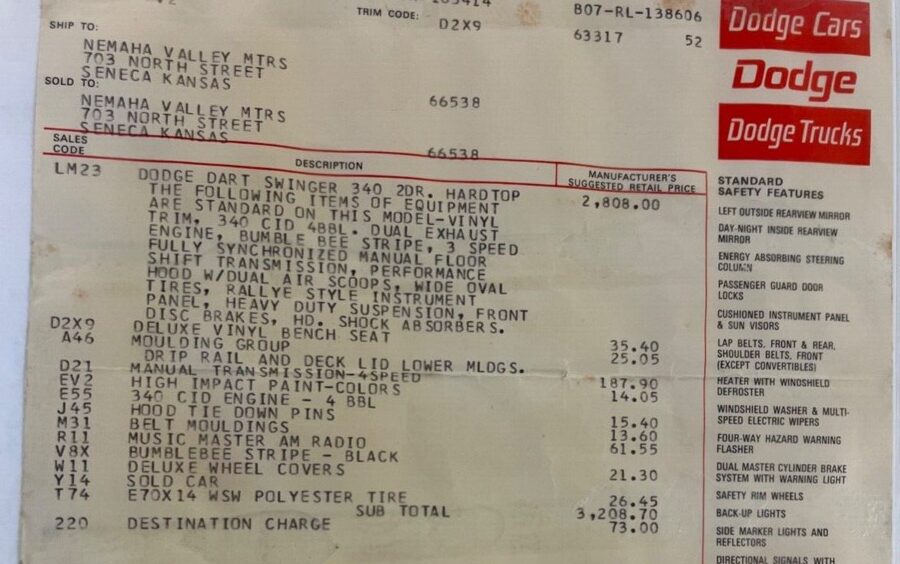 TRIM CODE:
D2X9
B07-RL-138606
63317 52
SHIP TO:
NEMAHA VALLEY MTRS
703 NORTH STREET
SENECA KANSAS
SOLD TO:
66538
NEMAHA VALLEY MTRS
703 NORTH STREET
SENECA KANSAS
66538
SALES CODE
DESCRIPTION
MANUFACTURER'S SUGGESTED RETAIL PRICE
LM23 DODGE DART SWINGER 340 2DR. HARDTOP 2,808.00
THE FOLLOWING ITEMS OF EQUIPMENT
ARE STANDARD ON THIS MODEL-VINYL
TRIM, 340 CID 4BBL. DUAL EXHAUST
ENGINE, BUMBLE BEE STRIPE, 3 SPEED
FULLY SYNCHRONIZED MANUAL FLOOR
SHIFT TRANSMISSION, PERFORMANCE
HOOD W/DUAL AIR SCOOPS, WIDE OVAL
TIRES, RALLYE STYLE INSTRUMENT
PANEL, HEAVY DUTY SUSPENSION, FRONT
DISC BRAKES, HD. SHOCK ABSORBERS.
D2X9 DELUXE VINYL BENCH SEAT
A46 MOULDING GROUP 35.40
DRIP RAIL AND DECK LID LOWER MLDGS. 25.05
D21 MANUAL TRANSMISSION-4SPEED 187.90
EV2 HIGH IMPACT PAINT-COLORS 14.05
E55 340 CID ENGINE - 4 BBL
J45 HOOD TIE DOWN PINS 15.40
M31 BELT MOULDINGS 13.60
R11 MUSIC MASTER AM RADIO 61.55
V8X BUMBLEBEE STRIPE - BLACK
W11 DELUXE WHEEL COVERS 21.30
Y14 SOLD CAR
T74 E70X14 WSW POLYESTER TIRE 26.45
SUB TOTAL 3,208.70
220 DESTINATION CHARGE 73.00
Dodge Cars
Dodge
Dodge Trucks
STANDARD
SAFETY FEATURES
LEFT OUTSIDE REARVIEW MIRROR
DAY-NIGHT INSIDE REARVIEW
MIRROR
ENERGY ABSORBING STEERING
COLUMN
PASSENGER GUARD DOOR
LOCKS
CUSHIONED INSTRUMENT PANEL
& SUN VISORS
LAP BELTS, FRONT & REAR,
SHOULDER BELTS, FRONT
(EXCEPT CONVERTIBLES)
HEATER WITH WINDSHIELD
DEFROSTER
WINDSHIELD WASHER & MULTI-
SPEED ELECTRIC WIPERS
FOUR-WAY HAZARD WARNING
FLASHER
DUAL MASTER CYLINDER BRAKE
SYSTEM WITH WARNING LIGHT
SAFETY RIM WHEELS
BACK-UP LIGHTS
SIDE MARKER LIGHTS AND
REFLECTORS
DIRECTIONAL SIGNALS WITH